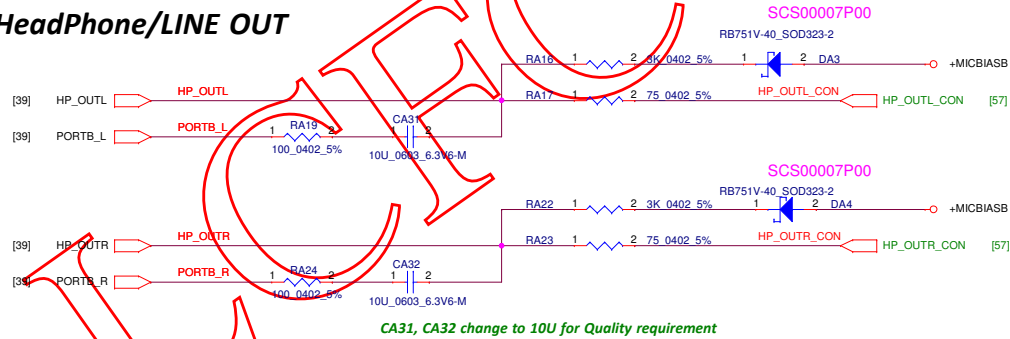 HeadPhone/LINE OUT
SCS00007P00
RB751V-40_SOD323-2
RA16 1 2 3K_0402_5% 1 2 DA3 +MICBIASB
[39] HP_OUTL HP_OUTL RA17 1 2 75_0402_5% HP_OUTL_CON HP_OUTL_CON [57]
[39] PORTB_L PORTB_L 1 RA19 2 1 CA31 2
100_0402_5% 10U_0603_6.3V6-M
SCS00007P00
RB751V-40_SOD323-2
RA22 1 2 3K_0402_5% 1 2 DA4 +MICBIASB
[39] HP_OUTR HP_OUTR RA23 1 2 75_0402_5% HP_OUTR_CON HP_OUTR_CON [57]
[39] PORTB_R PORTB_R 1 RA24 2 1 CA32 2
100_0402_5% 10U_0603_6.3V6-M
CA31, CA32 change to 10U for Quality requirement